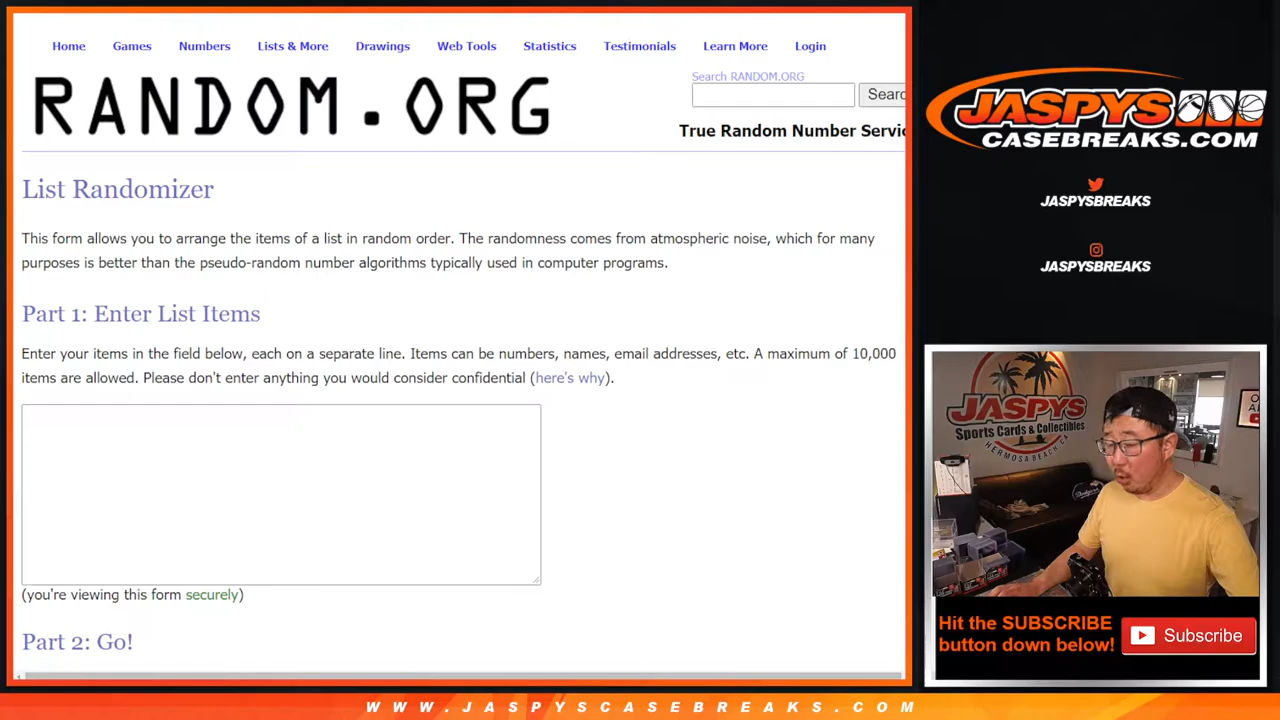 Home Games Numbers Lists & More Drawings Web Tools Statistics Testimonials Learn More Login
RANDOM.ORG
Search RANDOM.ORG
Searc
True Random Number Servic
List Randomizer
This form allows you to arrange the items of a list in random order. The randomness comes from atmospheric noise, which for many
purposes is better than the pseudo-random number algorithms typically used in computer programs.
Part 1: Enter List Items
Enter your items in the field below, each on a separate line. Items can be numbers, names, email addresses, etc. A maximum of 10,000
items are allowed. Please don't enter anything you would consider confidential (here's why).
(you're viewing this form securely)
Part 2: Go!
JASPYS
CASEBREAKS.COM
JASPYSBREAKS
JASPYSBREAKS
JASPYS
Sports Cards & Collectibles
HERMOSA BEACH, CA
Dodgers
Hit the SUBSCRIBE
button down below!
Subscribe
WWW.JASPYSCASEBREAKS.COM